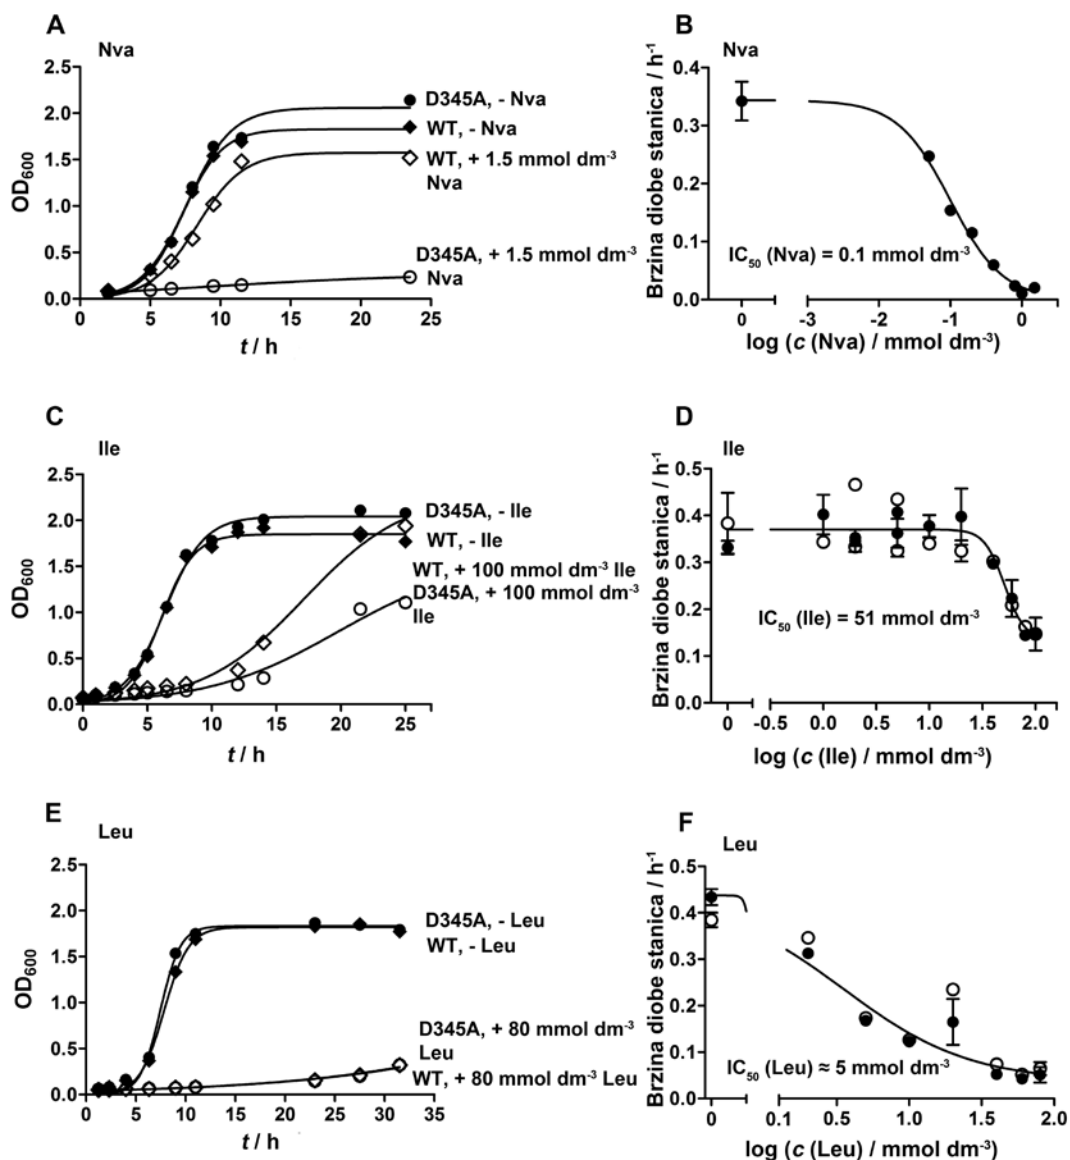 A
Nva
2.5
2.0
1.5
1.0
0.5
0.0
OD₆₀₀
0 5 10 15 20 25
t / h
D345A, - Nva
WT, - Nva
WT, + 1.5 mmol dm⁻³
Nva
D345A, + 1.5 mmol dm⁻³
Nva
B
Nva
Brzina diobe stanica / h⁻¹
0.4
0.3
0.2
0.1
0.0
IC₅₀ (Nva) = 0.1 mmol dm⁻³
0 -3 -2 -1 0
log (c (Nva) / mmol dm⁻³)
C
Ile
2.5
2.0
1.5
1.0
0.5
0.0
OD₆₀₀
0 5 10 15 20 25
t / h
D345A, - Ile
WT, - Ile
WT, + 100 mmol dm⁻³ Ile
D345A, + 100 mmol dm⁻³
Ile
D
Ile
Brzina diobe stanica / h⁻¹
0.5
0.4
0.3
0.2
0.1
0.0
IC₅₀ (Ile) = 51 mmol dm⁻³
0 -0.5 0.0 0.5 1.0 1.5 2.0
log (c (Ile) / mmol dm⁻³)
E
Leu
2.5
2.0
1.5
1.0
0.5
0.0
OD₆₀₀
0 5 10 15 20 25 30 35
t / h
D345A, - Leu
WT, - Leu
D345A, + 80 mmol dm⁻³
Leu
WT, + 80 mmol dm⁻³ Leu
F
Leu
Brzina diobe stanica / h⁻¹
0.5
0.4
0.3
0.2
0.1
0.0
IC₅₀ (Leu) ≈ 5 mmol dm⁻³
0 0.1 0.5 1.0 1.5 2.0
log (c (Leu) / mmol dm⁻³)